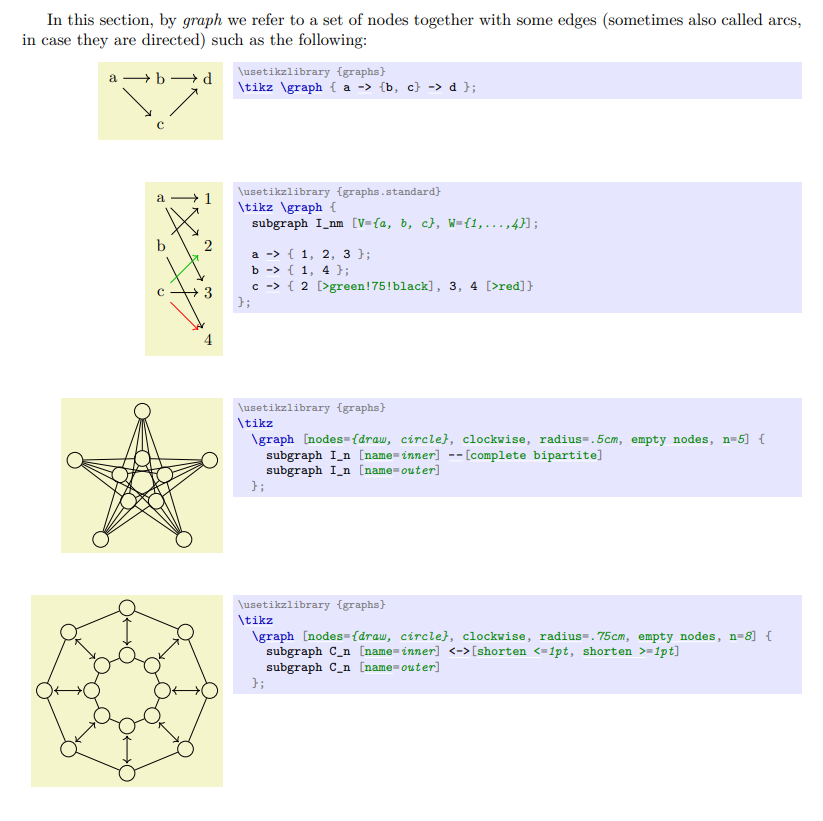 In this section, by graph we refer to a set of nodes together with some edges (sometimes also called arcs,
in case they are directed) such as the following:
a b d
c
\usetikzlibrary {graphs}
\tikz \graph { a -> {b, c} -> d };
a 1
b 2
c 3
4
\usetikzlibrary {graphs.standard}
\tikz \graph {
subgraph I_nm [V={a, b, c}, W={1,...,4}];
a -> { 1, 2, 3 };
b -> { 1, 4 };
c -> { 2 [>green!75!black], 3, 4 [>red]}
};
\usetikzlibrary {graphs}
\tikz
\graph [nodes={draw, circle}, clockwise, radius=.5cm, empty nodes, n=5] {
subgraph I_n [name=inner] --[complete bipartite]
subgraph I_n [name=outer]
};
\usetikzlibrary {graphs}
\tikz
\graph [nodes={draw, circle}, clockwise, radius=.75cm, empty nodes, n=8] {
subgraph C_n [name=inner] <->[shorten <=1pt, shorten >=1pt]
subgraph C_n [name=outer]
};